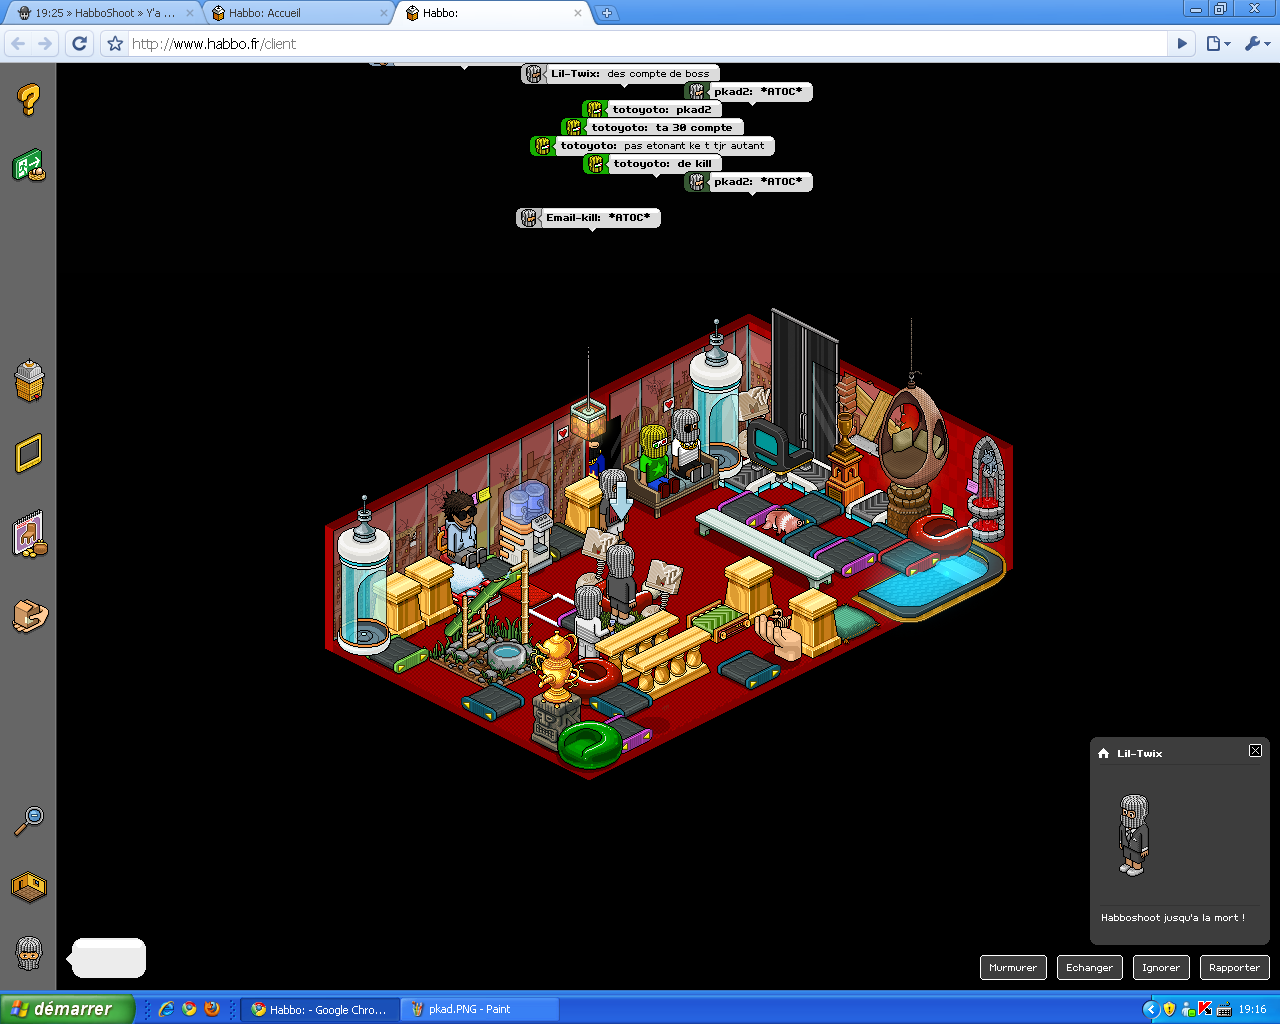 19:25 » HabboShoot » Y'a ...
Habbo: Accueil
Habbo:
http://www.habbo.fr/client
Lil-Twix: des compte de boss
pkad2: *ATOC*
totoyoto: pkad2
totoyoto: ta 30 compte
totoyoto: pas etonant ke t tjr autant
totoyoto: de kill
pkad2: *ATOC*
Email-kill: *ATOC*
MTV
MTV
MTV
Lil-Twix
Habboshoot jusqu'a la mort !
Murmurer
Echanger
Ignorer
Rapporter
démarrer
Habbo: - Google Chro...
pkad.PNG - Paint
19:16